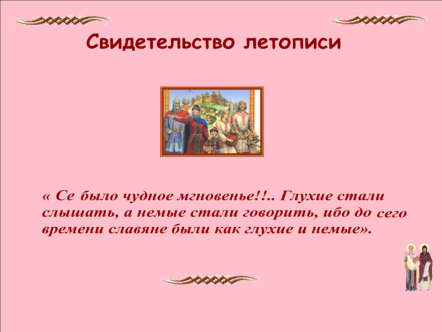 Свидетельство летописи
« Се было чудное мгновенье!!.. Глухие стали
слышать, а немые стали говорить, ибо до сего
времени славяне были как глухие и немые».